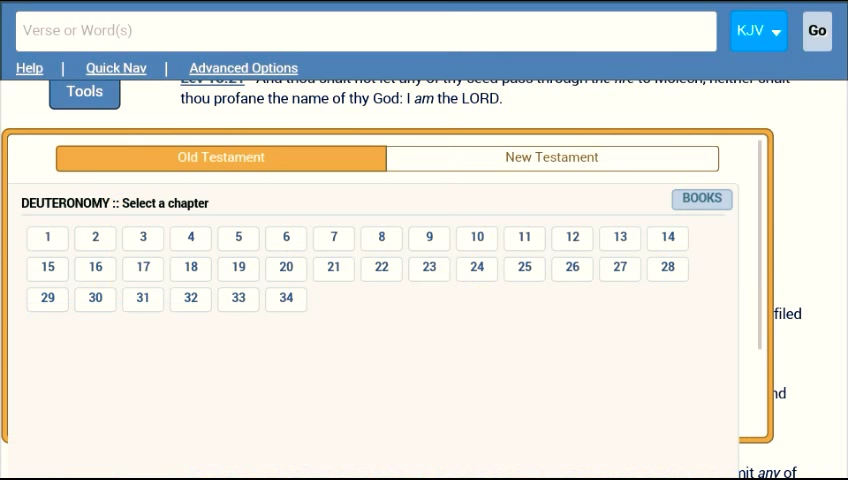 Verse or Word(s)
KJV
Go
Help | Quick Nav | Advanced Options
Lev 18:21 And thou shalt not let any of thy seed pass through the fire to Molech, neither shalt
Tools
thou profane the name of thy God: I am the LORD.
Old Testament
New Testament
DEUTERONOMY :: Select a chapter
BOOKS
1 2 3 4 5 6 7 8 9 10 11 12 13 14
15 16 17 18 19 20 21 22 23 24 25 26 27 28
29 30 31 32 33 34
filed
nd
mit any of